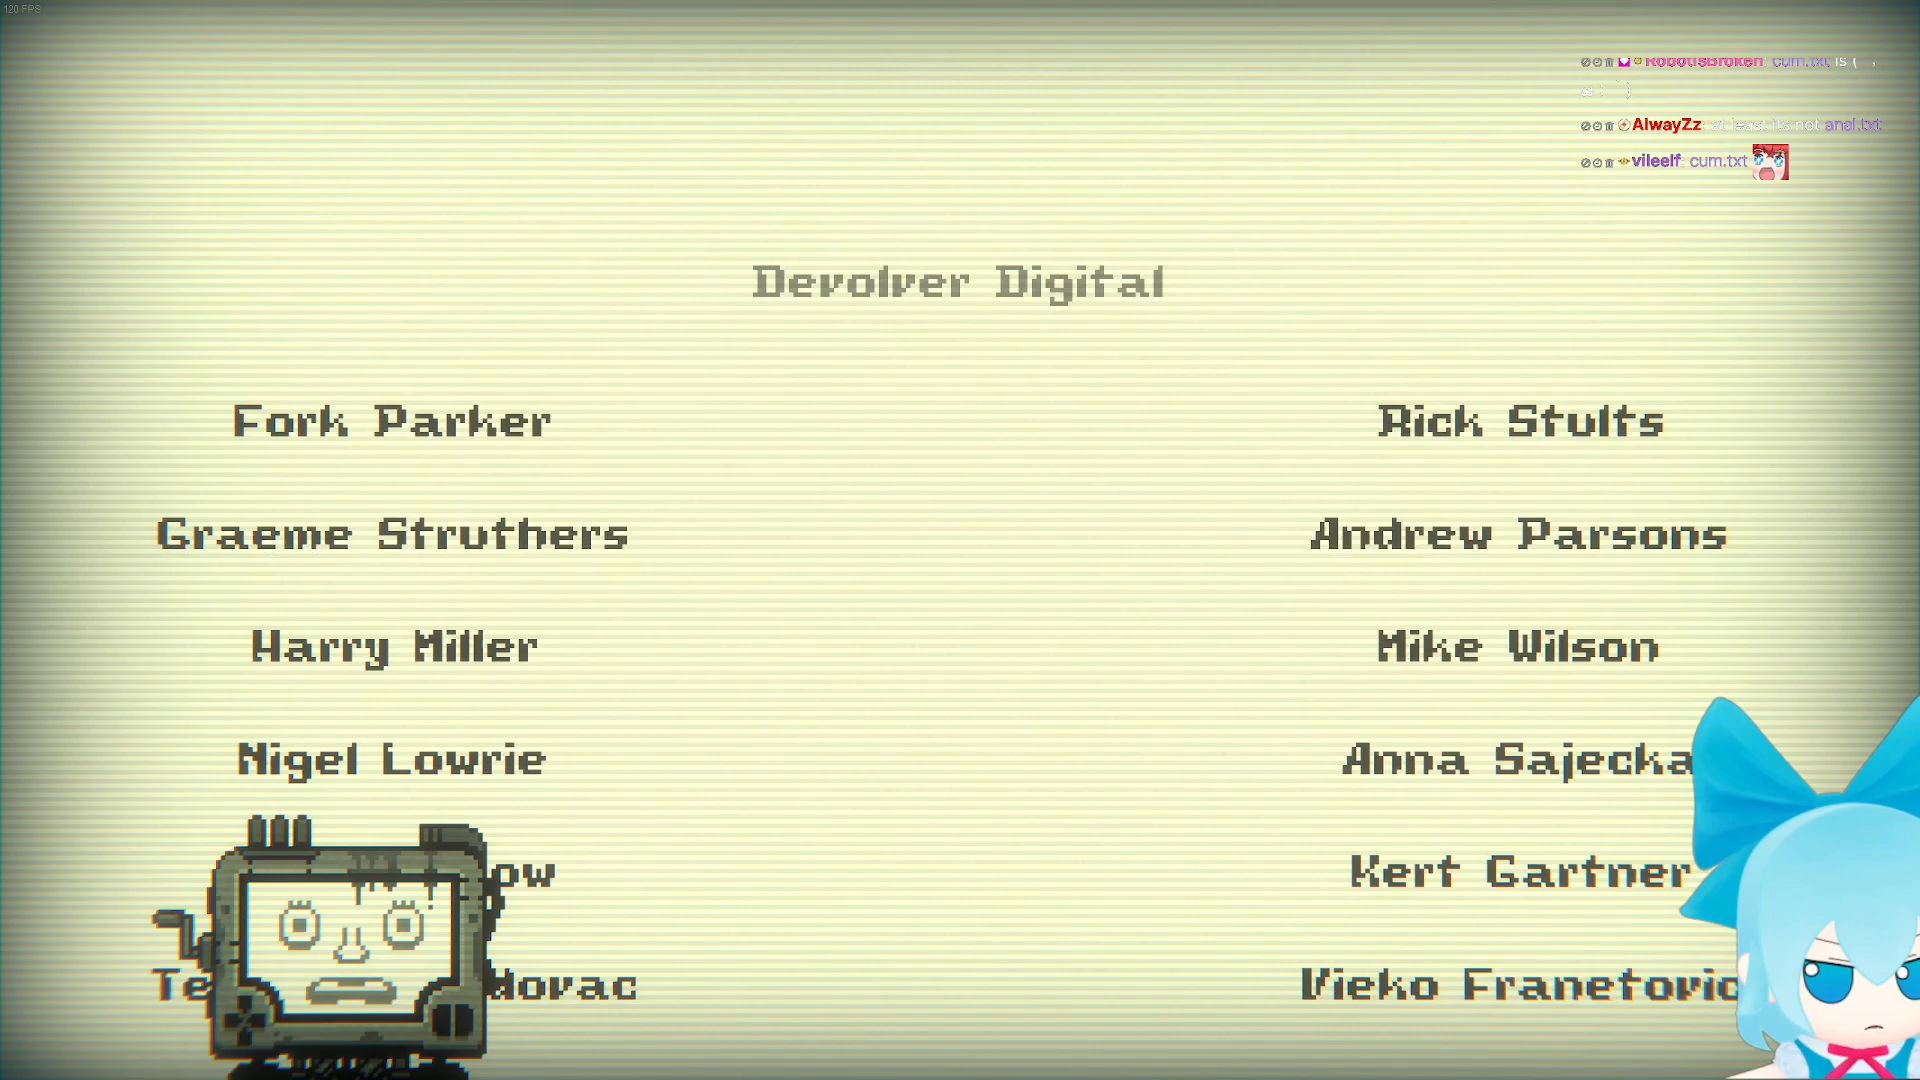 120 FPS
RobotIsBroken: cum.txt is (
AlwayZz: at least its not anal.txt
vileelf: cum.txt
Devolver Digital
Fork Parker Rick Stults
Graeme Struthers Andrew Parsons
Harry Miller Mike Wilson
Nigel Lowrie Anna Sajecka
ow Kert Gartner
Te Movac Vieko Franetovic